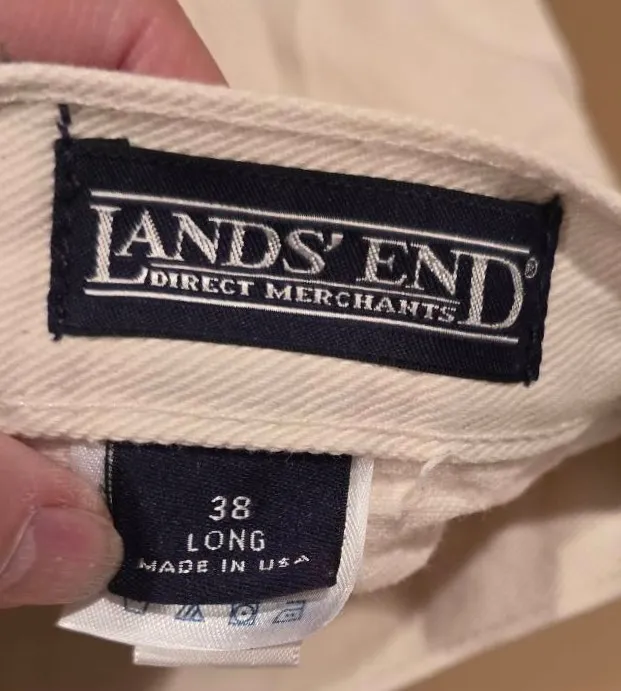 LANDS' END®
DIRECT MERCHANTS
38
LONG
MADE IN USA